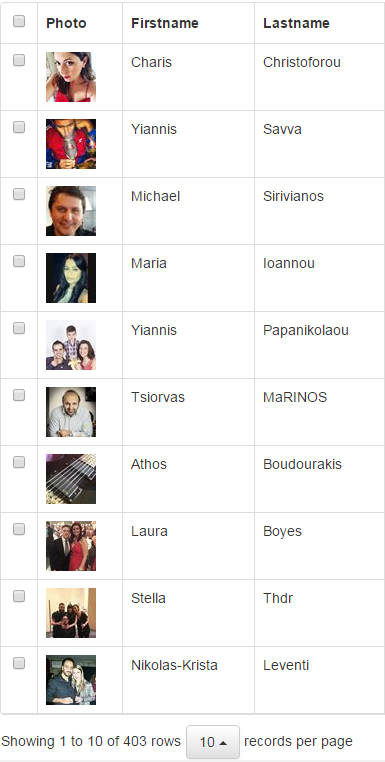 Photo Firstname Lastname
Charis Christoforou
Yiannis Savva
Michael Sirivianos
Maria Ioannou
Yiannis Papanikolaou
Tsiorvas MaRINOS
Athos Boudourakis
Laura Boyes
Stella Thdr
Nikolas-Krista Leventi
Showing 1 to 10 of 403 rows 10 records per page